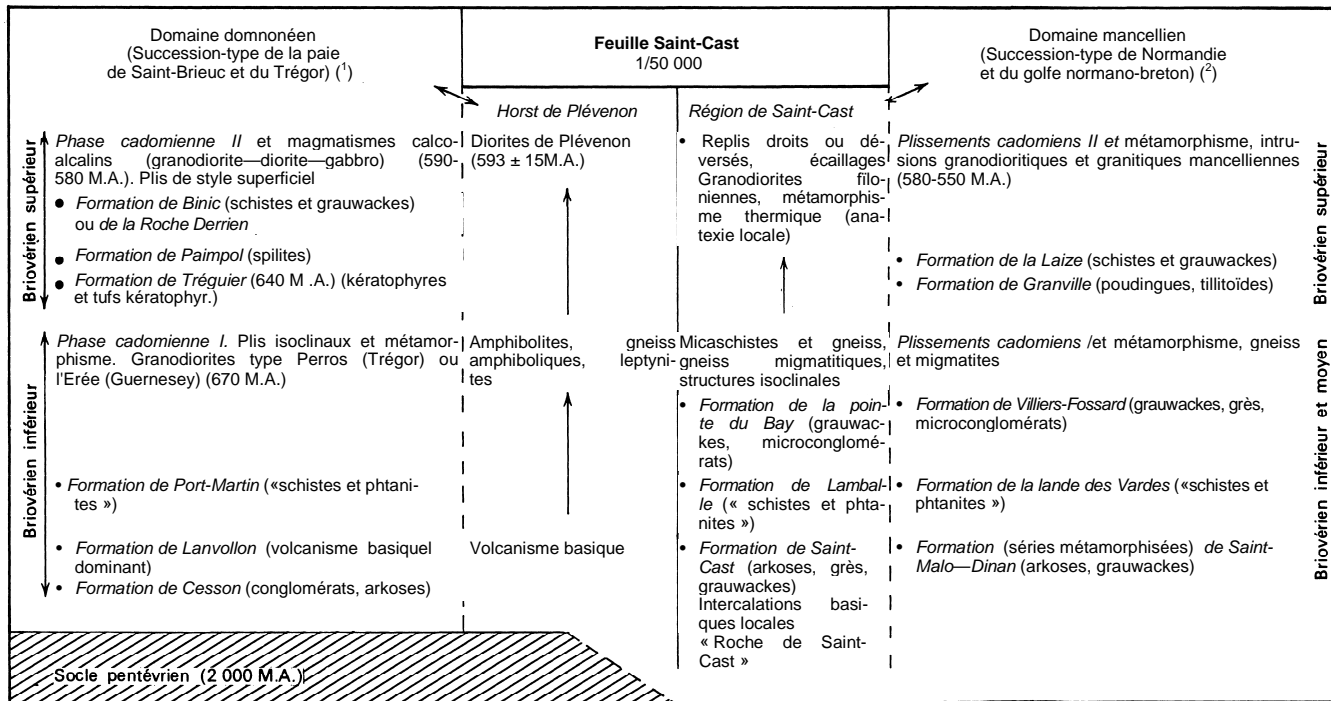 Domaine domnonéen
(Succession-type de la paie
de Saint-Brieuc et du Trégor) (¹)
Feuille Saint-Cast
1/50 000
Domaine mancellien
(Succession-type de Normandie
et du golfe normano-breton) (²)
Horst de Plévenon
Région de Saint-Cast
Briovérien supérieur
Phase cadomienne II et magmatismes calco-
alcalins (granodiorite—diorite—gabbro) (590-
580 M.A.). Plis de style superficiel
• Formation de Binic (schistes et grauwackes)
ou de la Roche Derrien
• Formation de Paimpol (spilites)
• Formation de Tréguier (640 M .A.) (kératophyres
et tufs kératophyr.)
Diorites de Plévenon
(593 ± 15M.A.)
• Replis droits ou dé-
versés, écaillages
Granodiorites filo-
niennes, métamorphis-
me thermique (ana-
texie locale)
Plissements cadomiens II et métamorphisme, intru-
sions granodioritiques et granitiques mancelliennes
(580-550 M.A.)
• Formation de la Laize (schistes et grauwackes)
• Formation de Granville (poudingues, tillitoïdes)
Briovérien supérieur
Briovérien inférieur
Phase cadomienne I. Plis isoclinaux et métamor-
phisme. Granodiorites type Perros (Trégor) ou
l'Erée (Guernesey) (670 M.A.)
• Formation de Port-Martin («schistes et phtani-
tes »)
• Formation de Lanvollon (volcanisme basiquel
dominant)
• Formation de Cesson (conglomérats, arkoses)
Amphibolites, gneiss
amphiboliques, leptyni-
tes
Volcanisme basique
Micaschistes et gneiss,
gneiss migmatitiques,
structures isoclinales
• Formation de la poin-
te du Bay (grauwac-
kes, microconglomé-
rats)
• Formation de Lambal-
le (« schistes et phta-
nites »)
• Formation de Saint-
Cast (arkoses, grès,
grauwackes)
Intercalations basi-
ques locales
« Roche de Saint-
Cast »
Plissements cadomiens /et métamorphisme, gneiss
et migmatites
• Formation de Villiers-Fossard (grauwackes, grès,
microconglomérats)
• Formation de la lande des Vardes («schistes et
phtanites »)
• Formation (séries métamorphisées) de Saint-
Malo—Dinan (arkoses, grauwackes)
Briovérien inférieur et moyen
Socle pentévrien (2 000 M.A.)